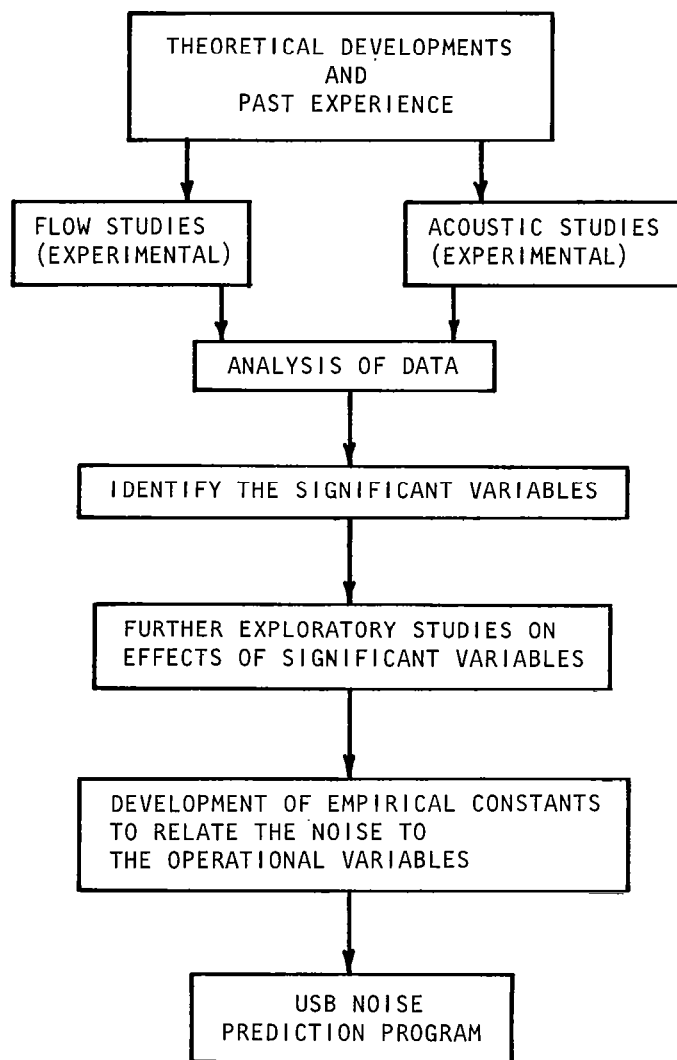 THEORETICAL DEVELOPMENTS
AND
PAST EXPERIENCE
FLOW STUDIES
(EXPERIMENTAL)
ACOUSTIC STUDIES
(EXPERIMENTAL)
ANALYSIS OF DATA
IDENTIFY THE SIGNIFICANT VARIABLES
FURTHER EXPLORATORY STUDIES ON
EFFECTS OF SIGNIFICANT VARIABLES
DEVELOPMENT OF EMPIRICAL CONSTANTS
TO RELATE THE NOISE TO
THE OPERATIONAL VARIABLES
USB NOISE
PREDICTION PROGRAM